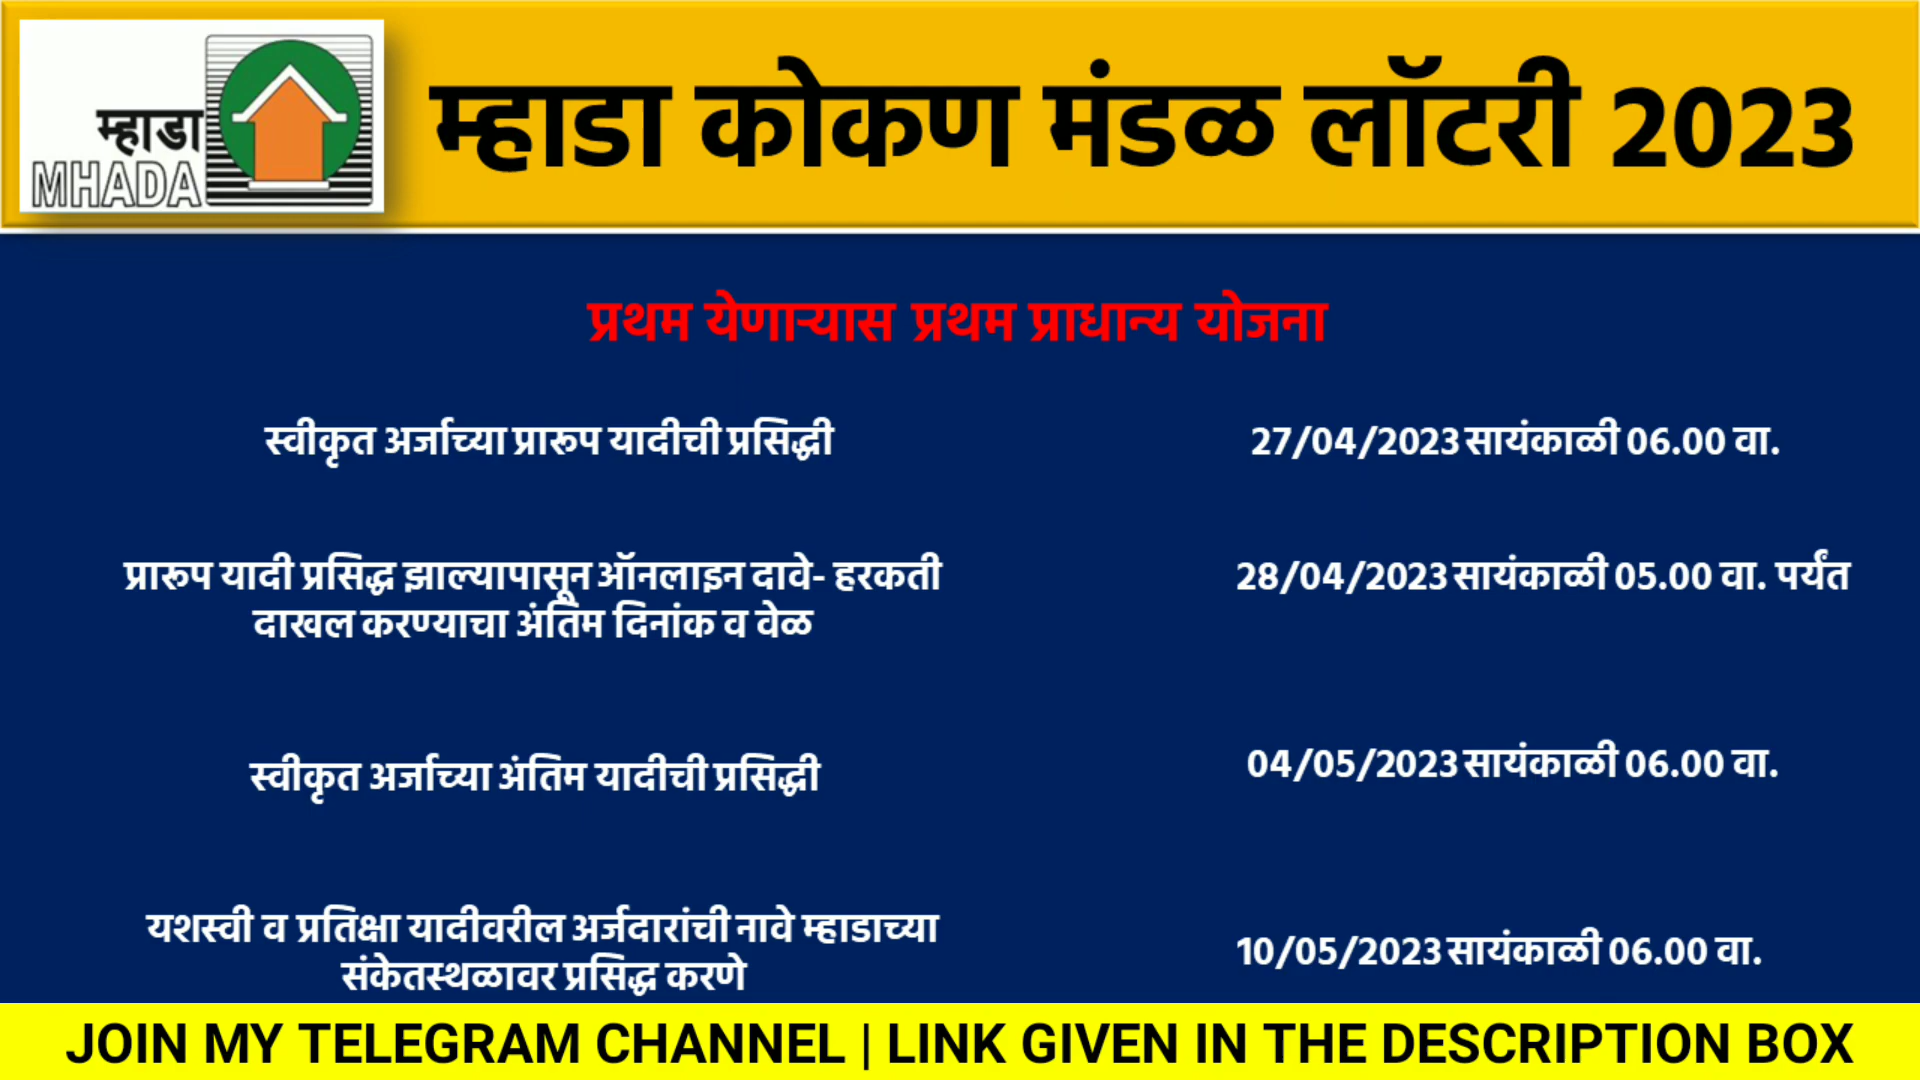 म्हाडा
MHADA
म्हाडा कोकण मंडळ लॉटरी 2023
प्रथम येणाऱ्यास प्रथम प्राधान्य योजना
स्वीकृत अर्जाच्या प्रारूप यादीची प्रसिद्धी
27/04/2023 सायंकाळी 06.00 वा.
प्रारूप यादी प्रसिद्ध झाल्यापासून ऑनलाइन दावे- हरकती
दाखल करण्याचा अंतिम दिनांक व वेळ
28/04/2023 सायंकाळी 05.00 वा. पर्यंत
स्वीकृत अर्जाच्या अंतिम यादीची प्रसिद्धी
04/05/2023 सायंकाळी 06.00 वा.
यशस्वी व प्रतिक्षा यादीवरील अर्जदारांची नावे म्हाडाच्या
संकेतस्थळावर प्रसिद्ध करणे
10/05/2023 सायंकाळी 06.00 वा.
JOIN MY TELEGRAM CHANNEL | LINK GIVEN IN THE DESCRIPTION BOX